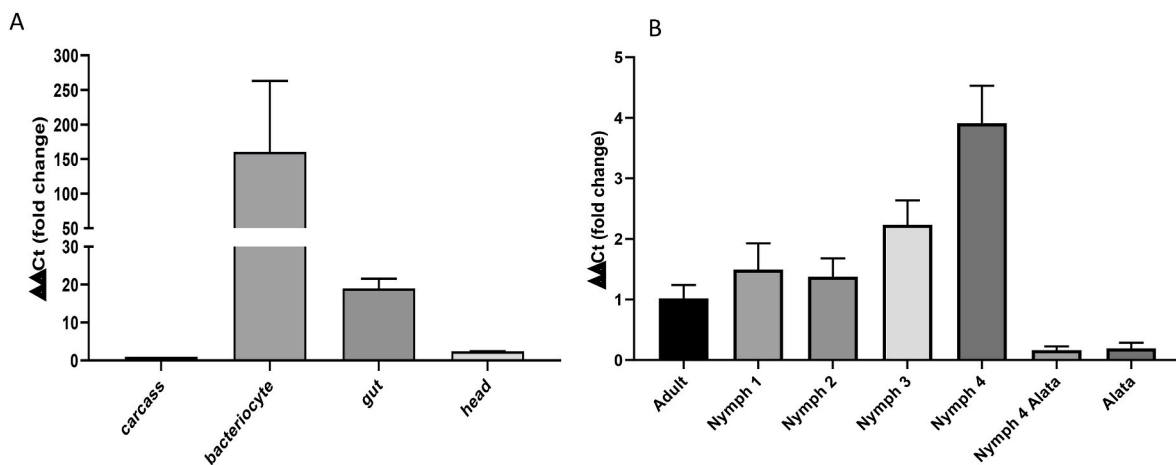 A
ΔΔCt (fold change)
300
250
200
150
100
50
30
20
10
0
carcass
bacteriocyte
gut
head
B
ΔΔCt (fold change)
5
4
3
2
1
0
Adult
Nymph 1
Nymph 2
Nymph 3
Nymph 4
Nymph 4 Alata
Alata